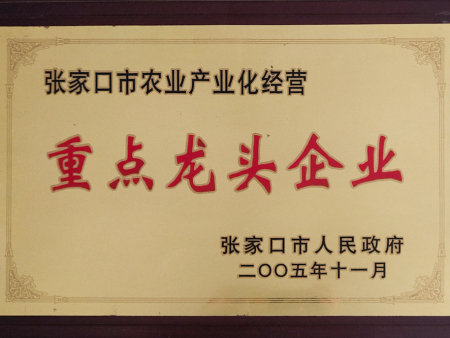 张家口市农业产业化经营
重点龙头企业
张家口市人民政府
二〇〇五年十一月